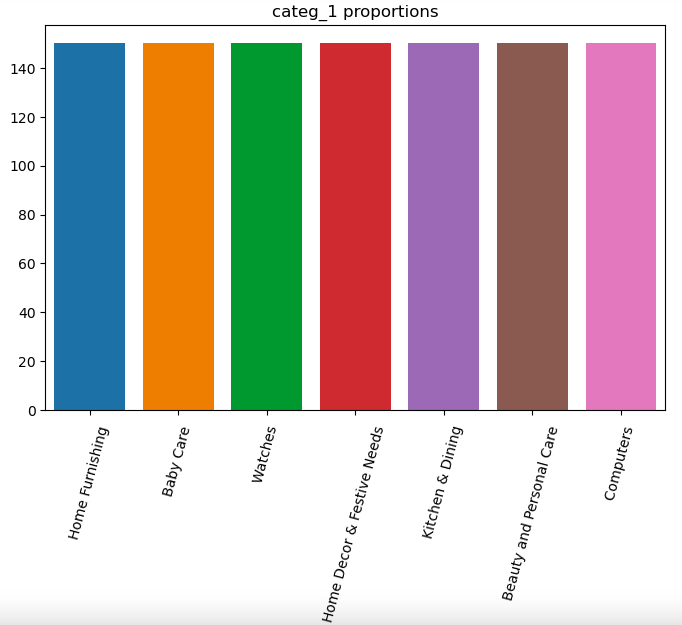 categ_1 proportions
140
120
100
80
60
40
20
0
Home Furnishing
Baby Care
Watches
Home Decor & Festive Needs
Kitchen & Dining
Beauty and Personal Care
Computers